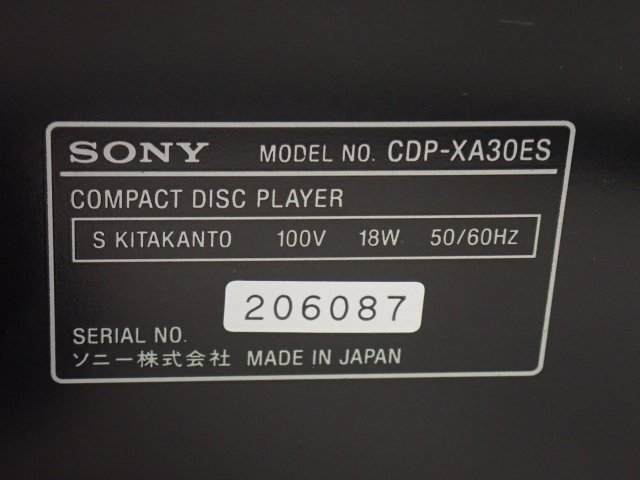 SONY MODEL NO. CDP-XA30ES
COMPACT DISC PLAYER
S KITAKANTO 100V 18W 50/60Hz
206087
SERIAL NO.
ソニー株式会社 MADE IN JAPAN